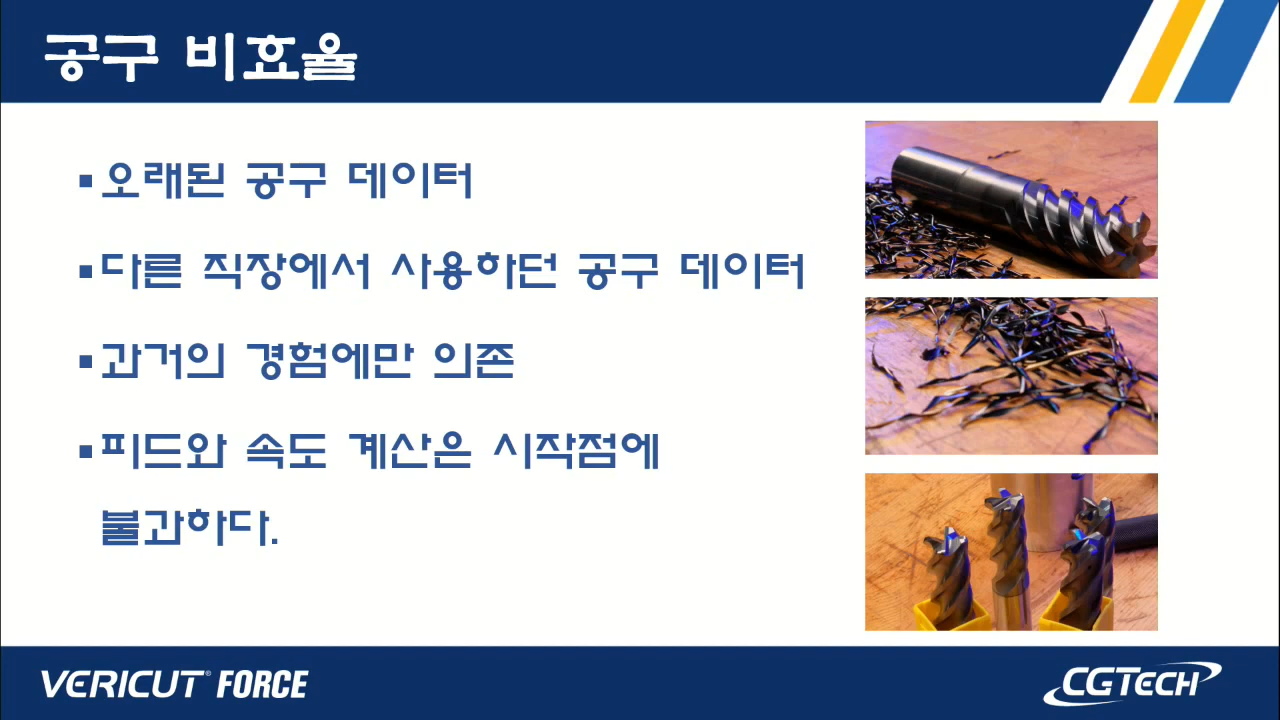 공구 비효율
▪오래된 공구 데이터
▪다른 직장에서 사용하던 공구 데이터
▪과거의 경험에만 의존
▪피드와 속도 계산은 시작점에
불과하다.
VERICUT® FORCE
CGTECH